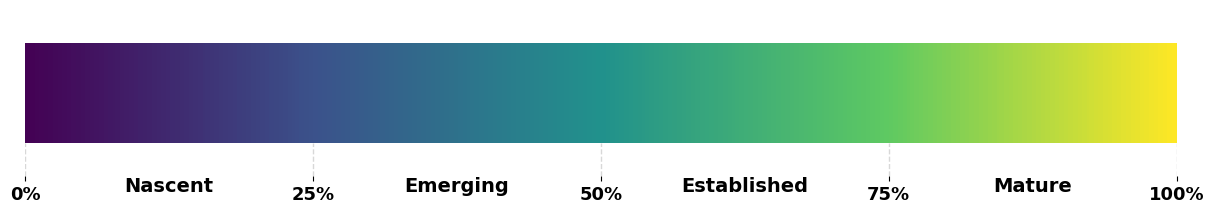 Nascent Emerging Established Mature
0% 25% 50% 75% 100%